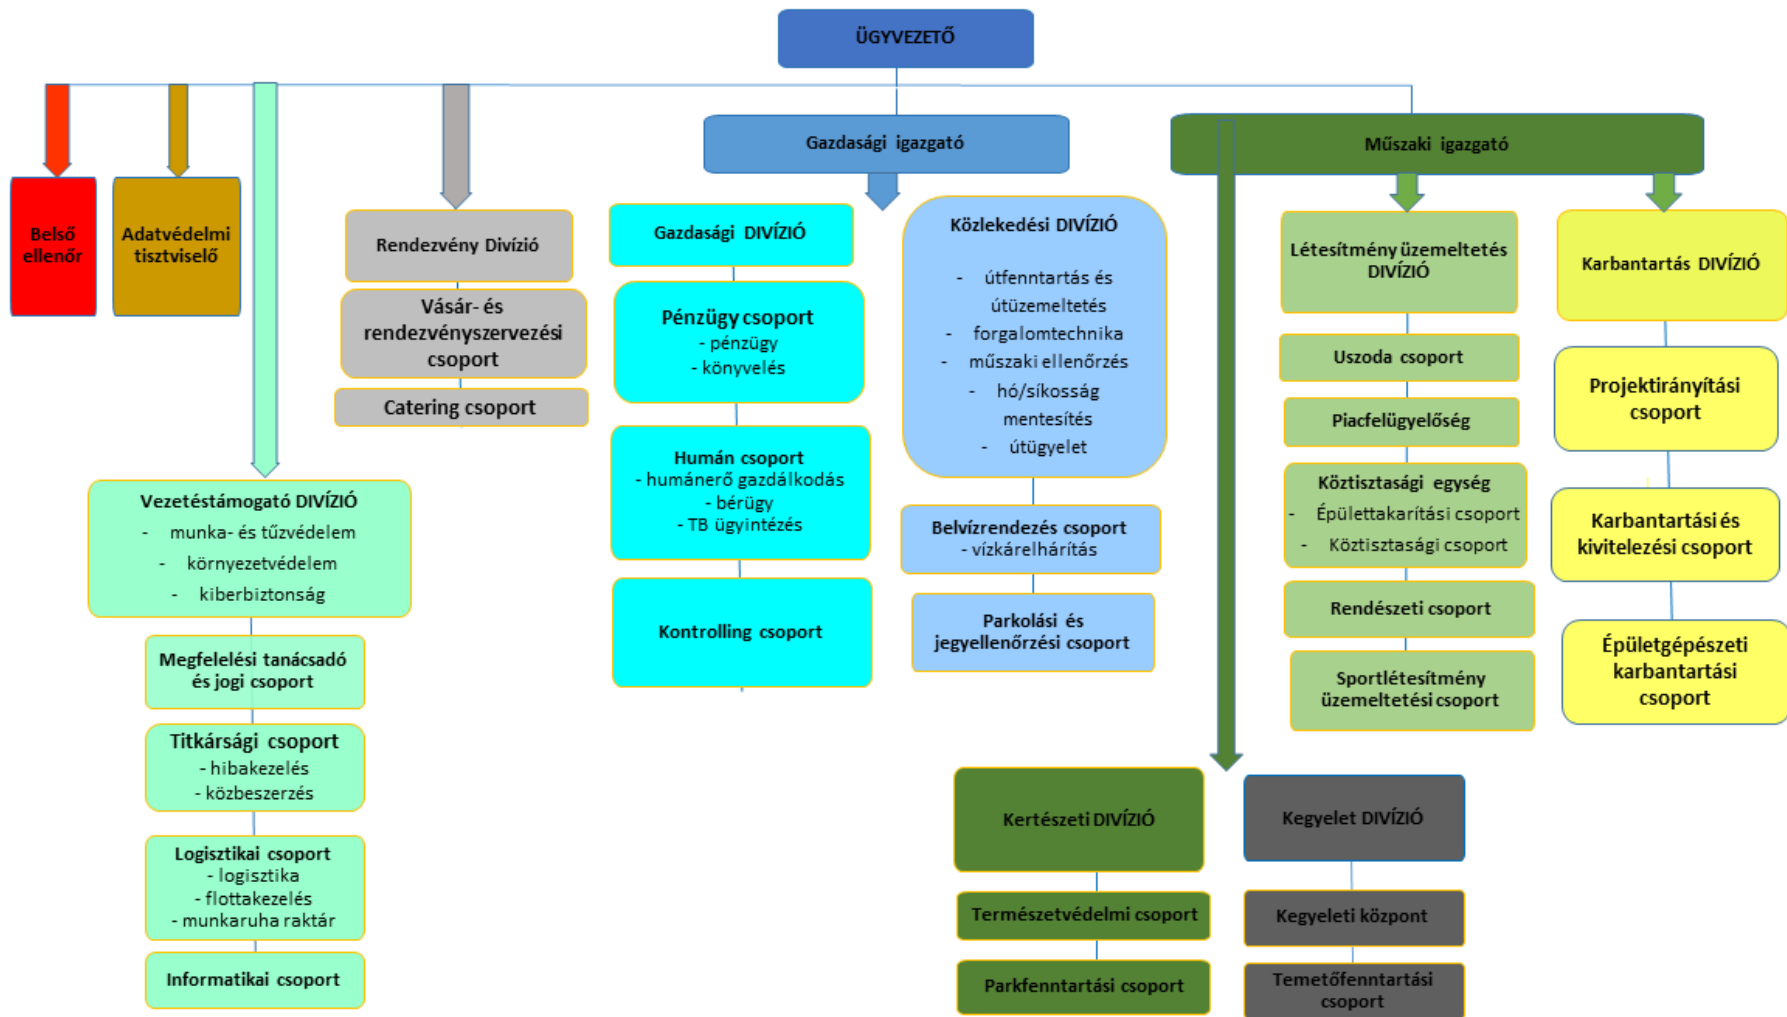 ÜGYVEZETŐ
Gazdasági igazgató
Műszaki igazgató
Belső
ellenőr
Adatvédelmi
tisztviselő
Rendezvény Divízió
Vásár- és
rendezvényszervezési
csoport
Catering csoport
Vezetéstámogató DIVÍZIÓ
- munka- és tűzvédelem
- környezetvédelem
- kiberbiztonság
Megfelelési tanácsadó
és jogi csoport
Titkársági csoport
- hibakezelés
- közbeszerzés
Logisztikai csoport
- logisztika
- flottakezelés
- munkaruha raktár
Informatikai csoport
Gazdasági DIVÍZIÓ
Pénzügy csoport
- pénzügy
- könyvelés
Humán csoport
- humánerő gazdálkodás
- bérügy
- TB ügyintézés
Kontrolling csoport
Közlekedési DIVÍZIÓ
- útfenntartás és
útüzemeltetés
- forgalomtechnika
- műszaki ellenőrzés
- hó/síkosság
mentesítés
- útügyelet
Belvízrendezés csoport
- vízkárelhárítás
Parkolási és
jegyellenőrzési csoport
Létesítmény üzemeltetés
DIVÍZIÓ
Uszoda csoport
Piacfelügyelőség
Köztisztasági egység
- Épülettakarítási csoport
- Köztisztasági csoport
Rendészeti csoport
Sportlétesítmény
üzemeltetési csoport
Karbantartás DIVÍZIÓ
Projektirányítási
csoport
Karbantartási és
kivitelezési csoport
Épületgépészeti
karbantartási
csoport
Kertészeti DIVÍZIÓ
Természetvédelmi csoport
Parkfenntartási csoport
Kegyelet DIVÍZIÓ
Kegyeleti központ
Temetőfenntartási
csoport